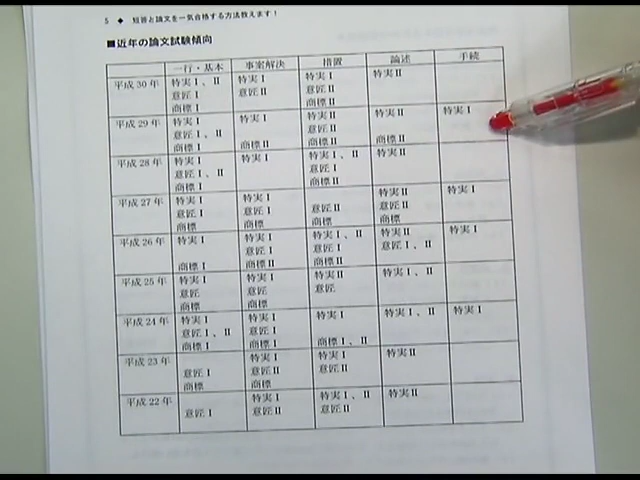 5 ◆ 短答と論文を一気合格する方法教えます！
■近年の論文試験傾向
一行・基本 事案解決 措置 論述 手続
平成30年 特実Ⅰ、Ⅱ 特実Ⅰ 特実Ⅰ 特実Ⅱ
意匠Ⅰ 意匠Ⅱ 意匠Ⅱ
商標Ⅰ 商標Ⅱ
平成29年 特実Ⅰ 特実Ⅰ 特実Ⅱ 特実Ⅱ 特実Ⅰ
意匠Ⅰ、Ⅱ 意匠Ⅱ
商標Ⅰ 商標Ⅱ 商標Ⅱ 商標Ⅱ
平成28年 特実Ⅰ 特実Ⅰ 特実Ⅰ、Ⅱ 特実Ⅱ
意匠Ⅰ、Ⅱ 意匠Ⅰ
商標Ⅰ 商標Ⅱ
平成27年 特実Ⅰ 特実Ⅰ 特実Ⅱ 特実Ⅰ
意匠Ⅰ 意匠Ⅰ 意匠Ⅱ 意匠Ⅱ
商標 商標 商標 商標
平成26年 特実Ⅰ 特実Ⅰ 特実Ⅰ、Ⅱ 特実Ⅱ 特実Ⅰ
意匠Ⅰ 意匠Ⅰ 意匠Ⅰ、Ⅱ
商標Ⅰ 商標Ⅱ 商標Ⅱ
平成25年 特実Ⅰ 特実Ⅰ 特実Ⅱ 特実Ⅰ、Ⅱ
意匠 意匠 意匠
商標 商標
平成24年 特実Ⅰ 特実Ⅰ 特実Ⅰ 特実Ⅰ、Ⅱ 特実Ⅰ
意匠Ⅰ、Ⅱ 意匠Ⅰ
商標Ⅰ 商標Ⅰ 商標Ⅰ、Ⅱ
平成23年 特実Ⅰ 特実Ⅰ 特実Ⅱ
意匠Ⅰ 意匠Ⅱ 意匠Ⅱ
商標 商標
平成22年 特実Ⅰ 特実Ⅰ、Ⅱ 特実Ⅱ
意匠Ⅰ 意匠Ⅱ 意匠Ⅱ